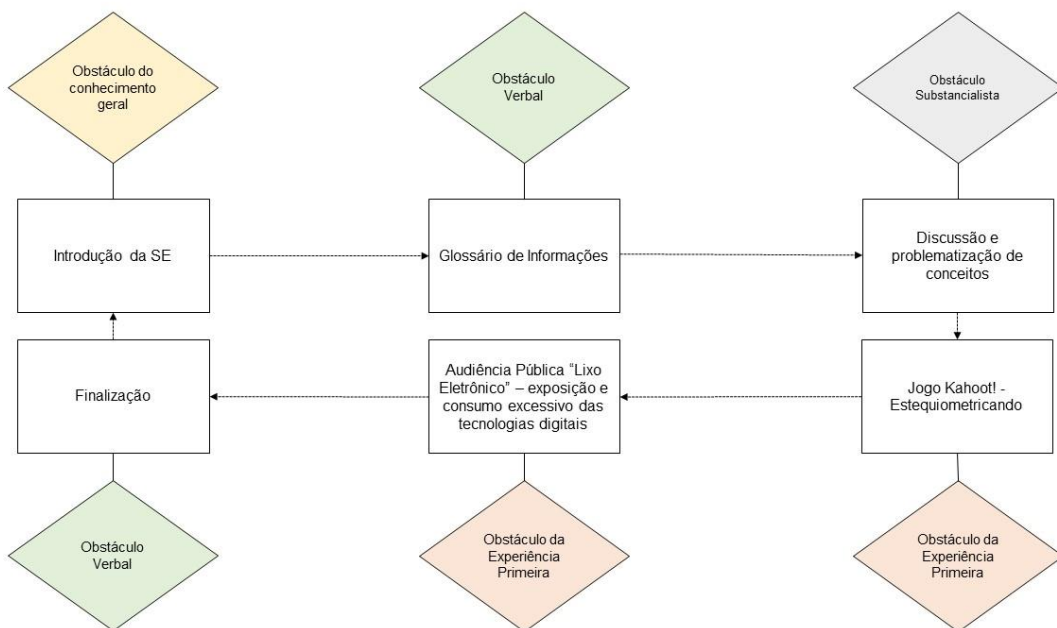 Obstáculo do
conhecimento
geral
Obstáculo
Verbal
Obstáculo
Substancialista
Introdução da SE
Glossário de Informações
Discussão e
problematização de
conceitos
Finalização
Audiência Pública “Lixo
Eletrônico” – exposição e
consumo excessivo das
tecnologias digitais
Jogo Kahoot! -
Estequiometricando
Obstáculo
Verbal
Obstáculo da
Experiência
Primeira
Obstáculo da
Experiência
Primeira